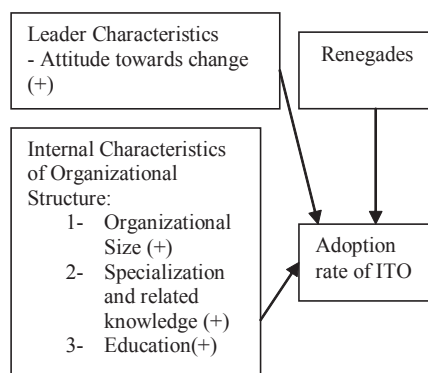 Leader Characteristics
- Attitude towards change
(+)
Renegades
Internal Characteristics
of Organizational
Structure:
1- Organizational
Size (+)
2- Specialization
and related
knowledge (+)
3- Education(+)
Adoption
rate of ITO